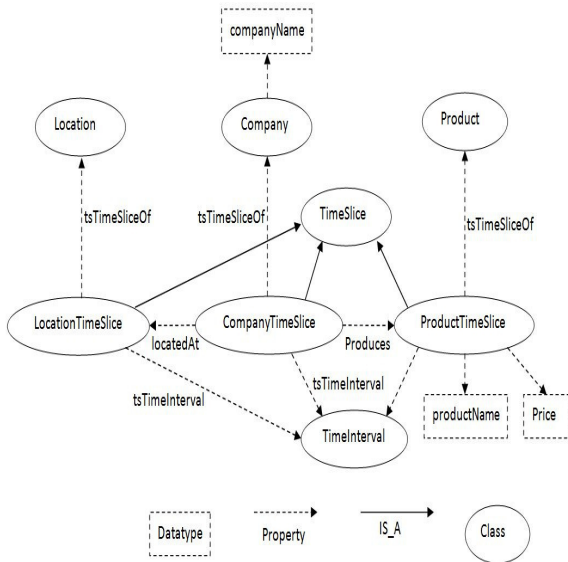 companyName
Location
Company
Product
tsTimeSliceOf
tsTimeSliceOf
TimeSlice
tsTimeSliceOf
LocationTimeSlice
CompanyTimeSlice
ProductTimeSlice
locatedAt
Produces
tsTimeInterval
tsTimeInterval
productName
Price
TimeInterval
Datatype
Property
IS_A
Class